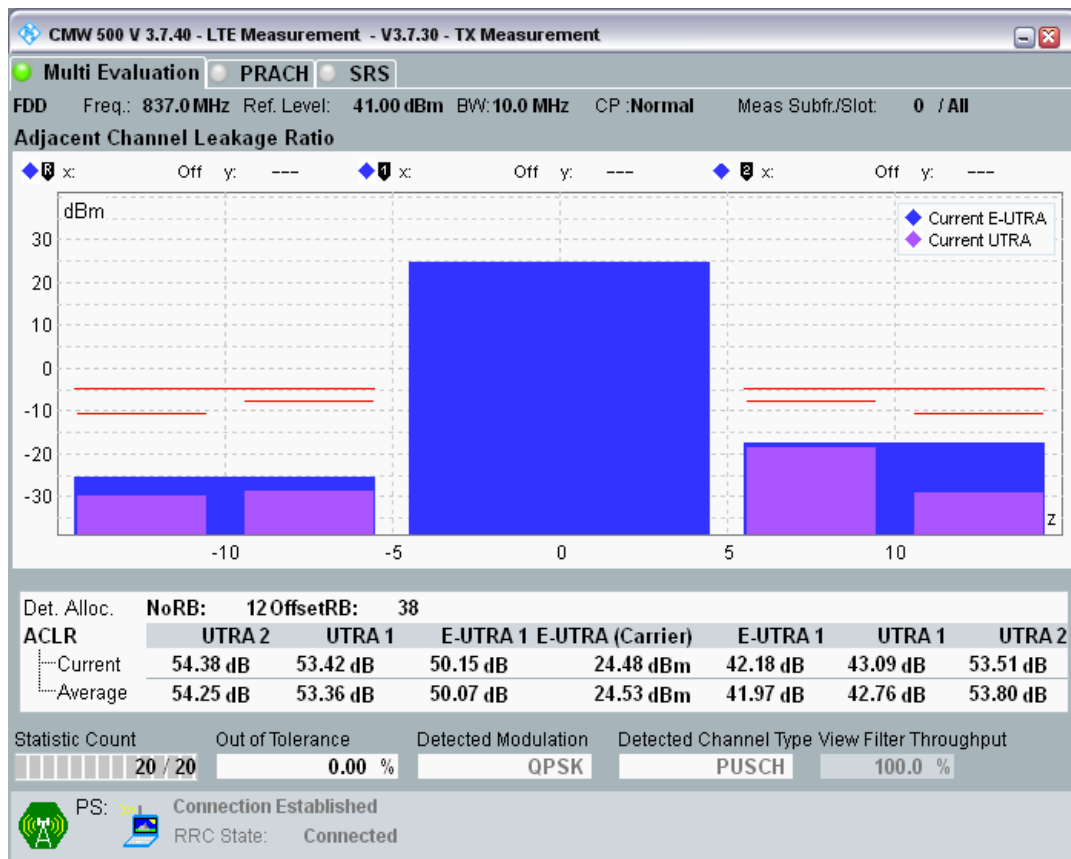 CMW 500 V 3.7.40 - LTE Measurement - V3.7.30 - TX Measurement
Multi Evaluation PRACH SRS
FDD Freq.: 837.0 MHz Ref. Level: 41.00 dBm BW: 10.0 MHz CP :Normal Meas Subfr./Slot: 0 / All
Adjacent Channel Leakage Ratio
R x: Off y: --- 1 x: Off y: --- 2 x: Off y: ---
dBm
Current E-UTRA
Current UTRA
30
20
10
0
-10
-20
-30
z
-10 -5 0 5 10
Det. Alloc. NoRB: 12 OffsetRB: 38
ACLR UTRA 2 UTRA 1 E-UTRA 1 E-UTRA (Carrier) E-UTRA 1 UTRA 1 UTRA 2
Current 54.38 dB 53.42 dB 50.15 dB 24.48 dBm 42.18 dB 43.09 dB 53.51 dB
Average 54.25 dB 53.36 dB 50.07 dB 24.53 dBm 41.97 dB 42.76 dB 53.80 dB
Statistic Count Out of Tolerance Detected Modulation Detected Channel Type View Filter Throughput
20 / 20 0.00 % QPSK PUSCH 100.0 %
PS: Connection Established
RRC State: Connected